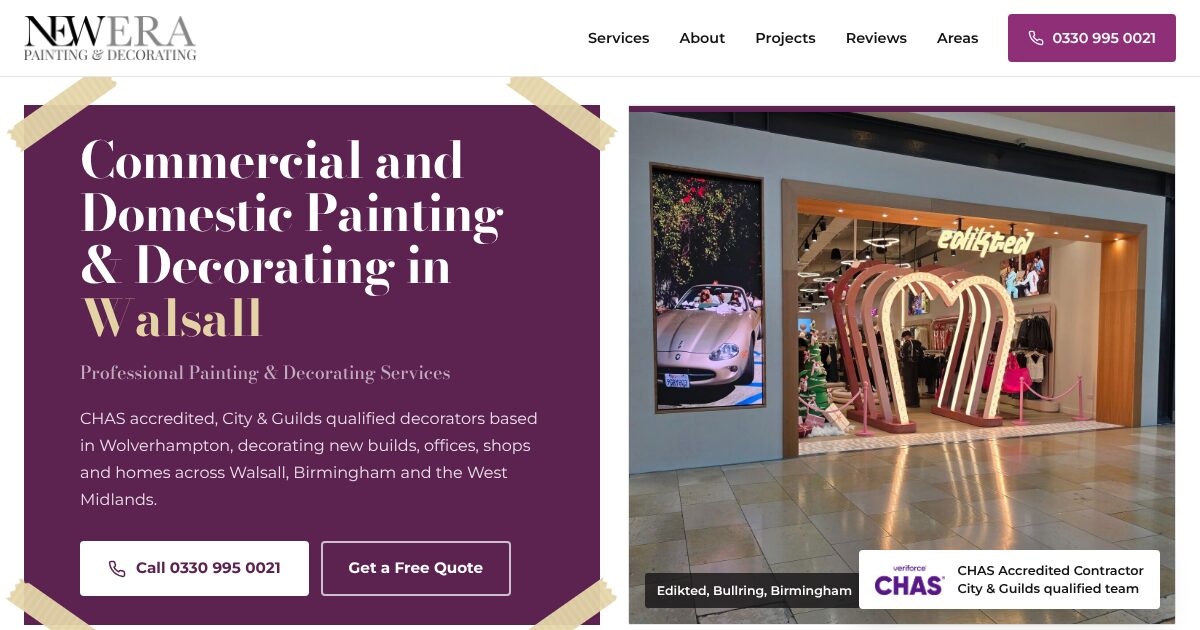 NEWERA
PAINTING & DECORATING
Services
About
Projects
Reviews
Areas
0330 995 0021
Commercial and
Domestic Painting
& Decorating in
Walsall
Professional Painting & Decorating Services
CHAS accredited, City & Guilds qualified decorators based
in Wolverhampton, decorating new builds, offices, shops
and homes across Walsall, Birmingham and the West
Midlands.
Call 0330 995 0021
Get a Free Quote
edikted
Edikted, Bullring, Birmingham
veriforce
CHAS
CHAS Accredited Contractor
City & Guilds qualified team